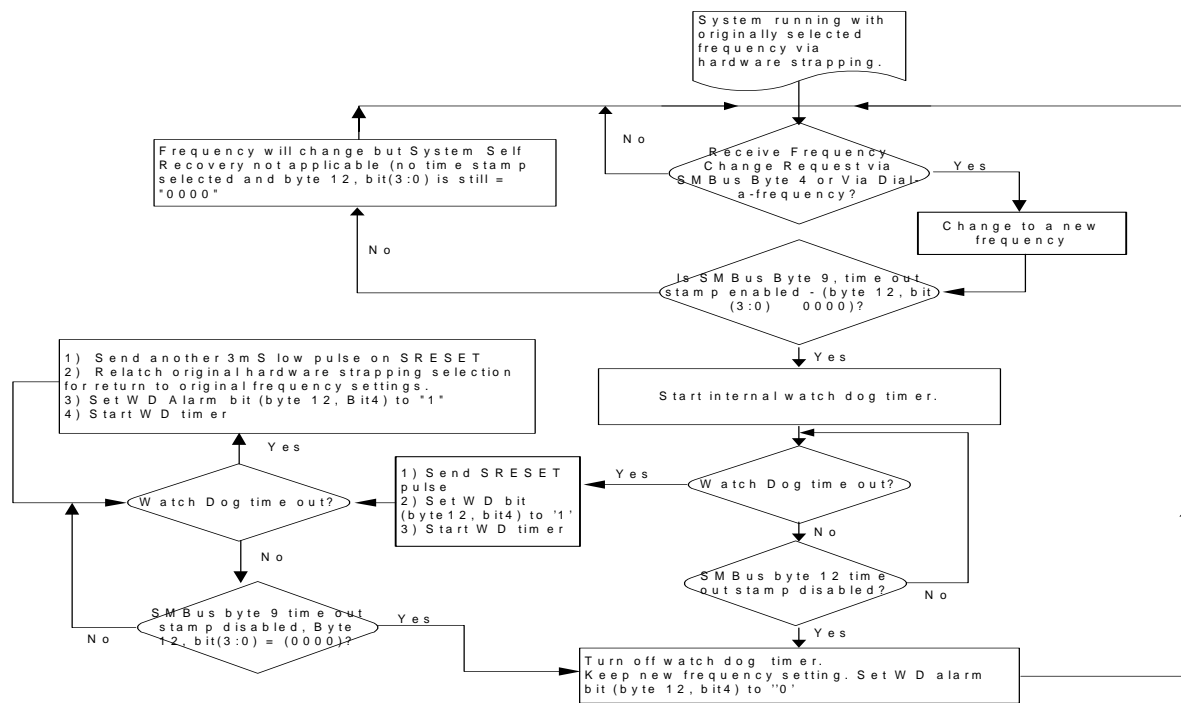 System running with
originally selected
frequency via
hardware strapping.
No
Frequency will change but System Self
Recovery not applicable (no time stamp
selected and byte 12, bit(3:0) is still =
"0000"
Receive Frequency
Change Request via
SMBus Byte 4 or Via Dial-
a-frequency?
Yes
Change to a new
frequency
No
Is SMBus Byte 9, time out
stamp enabled - (byte 12, bit
(3:0) 0000)?
Yes
1) Send another 3mS low pulse on SRESET
2) Relatch original hardware strapping selection
for return to original frequency settings.
3) Set WD Alarm bit (byte 12, Bit4) to "1"
4) Start WD timer
Start internal watch dog timer.
Yes
Watch Dog time out?
1) Send SRESET
pulse
2) Set WD bit
(byte12, bit4) to '1'
3) Start WD timer
Yes
Watch Dog time out?
No
No
SMBus byte 12 time
out stamp disabled?
No
SMBus byte 9 time out
stamp disabled, Byte
12, bit(3:0) = (0000)?
No
Yes
Yes
Turn off watch dog timer.
Keep new frequency setting. Set WD alarm
bit (byte 12, bit4) to ''0'